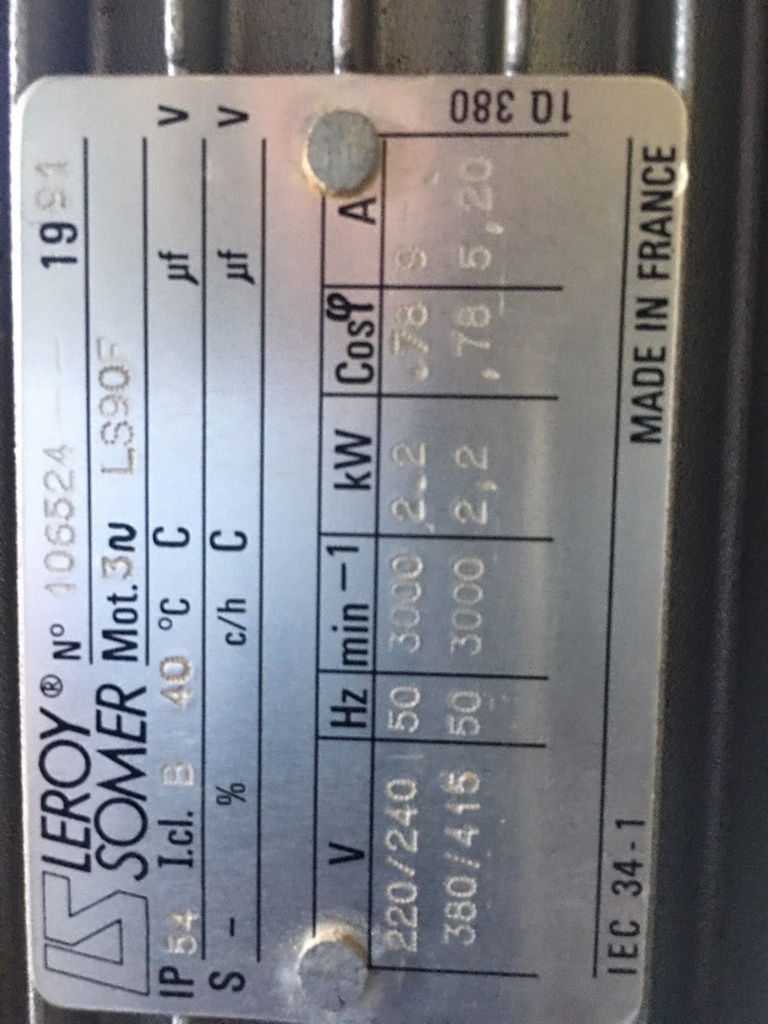 LEROY® N° 106524 1991
SOMER Mot. 3~ LS90
IP 54 I.cl. B 40 °C C µf V
S - % c/h C µf V
V Hz min-1 kW Cosφ A
220/240 50 3000 2.2 .78 9
380/415 50 3000 2,2 ,78 5,20
1Q 380
IEC 34-1 MADE IN FRANCE